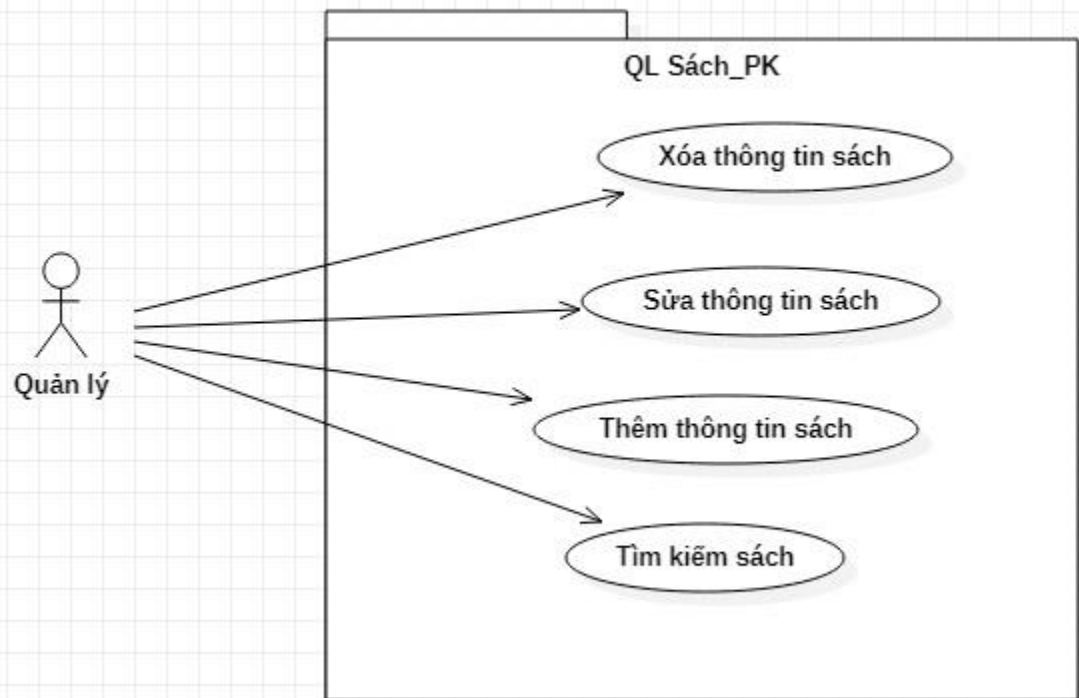 QL Sách_PK
Xóa thông tin sách
Sửa thông tin sách
Quản lý
Thêm thông tin sách
Tìm kiếm sách